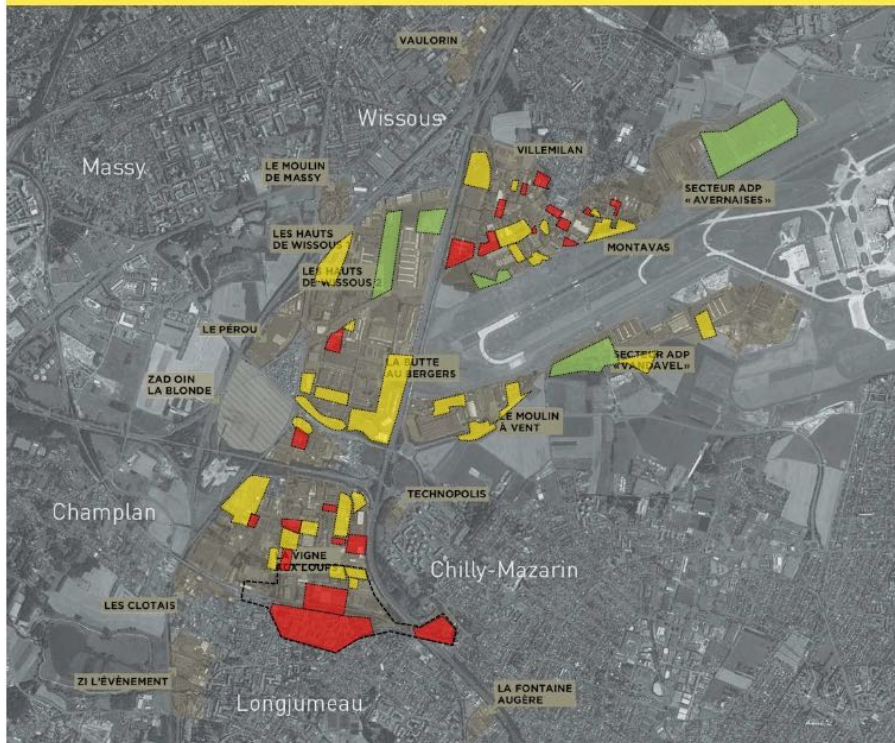 VAULORIN
Wissous
Massy
LE MOULIN
DE MASSY
VILLEMILAN
SECTEUR ADP
« AVERNAISES »
LES HAUTS
DE WISSOUS 1
LES HAUTS
DE WISSOUS 2
MONTAVAS
LE PÉROU
LA BUTTE
AU BERGERS
SECTEUR ADP
«VANDAVEL»
ZAD OIN
LA BLONDE
LE MOULIN
À VENT
TECHNOPOLIS
Champlan
LA VIGNE
AUX LOUPS
Chilly-Mazarin
LES CLOTAIS
ZI L'ÉVÈNEMENT
Longjumeau
LA FONTAINE
AUGÈRE